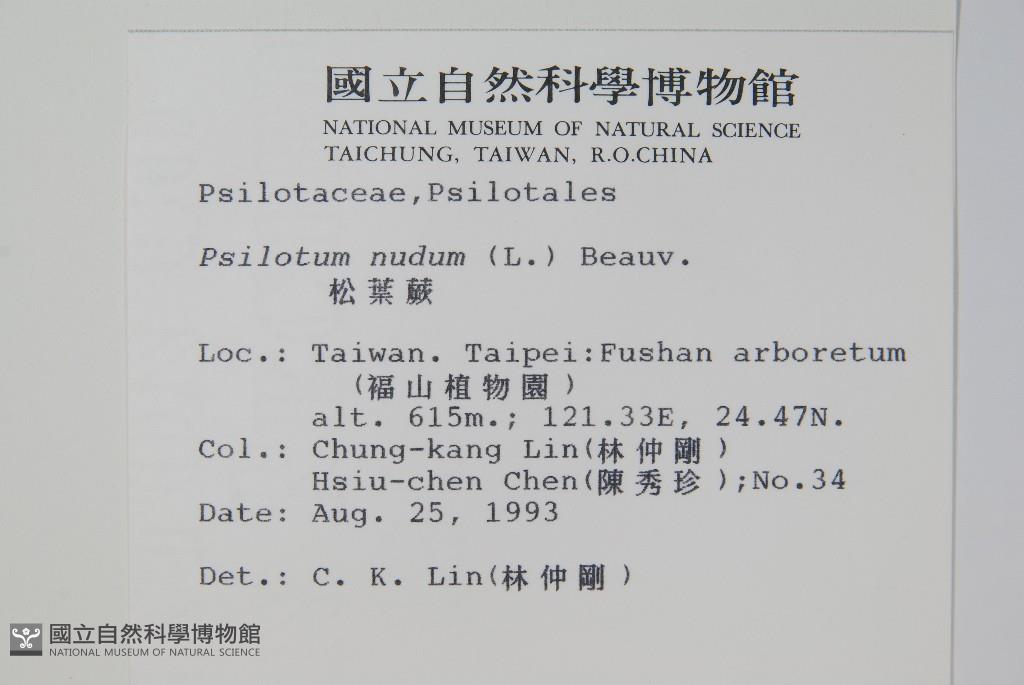 國立自然科學博物館
NATIONAL MUSEUM OF NATURAL SCIENCE
TAICHUNG, TAIWAN, R.O.CHINA
Psilotaceae,Psilotales
Psilotum nudum (L.) Beauv.
松葉蕨
Loc.: Taiwan. Taipei:Fushan arboretum
(福山植物園)
alt. 615m.; 121.33E, 24.47N.
Col.: Chung-kang Lin(林仲剛)
Hsiu-chen Chen(陳秀珍);No.34
Date: Aug. 25, 1993
Det.: C. K. Lin(林仲剛)
國立自然科學博物館
NATIONAL MUSEUM OF NATURAL SCIENCE